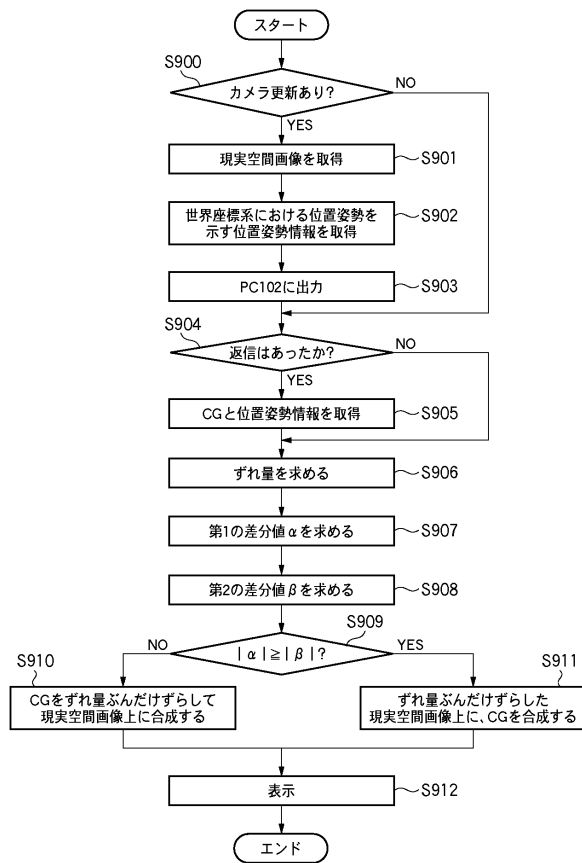 スタート
S900
カメラ更新あり?
NO
YES
現実空間画像を取得
S901
世界座標系における位置姿勢を
示す位置姿勢情報を取得
S902
PC102に出力
S903
S904
返信はあったか?
NO
YES
CGと位置姿勢情報を取得
S905
ずれ量を求める
S906
第1の差分値αを求める
S907
第2の差分値βを求める
S908
S909
|α|≧|β|?
NO
YES
S910
CGをずれ量ぶんだけずらして
現実空間画像上に合成する
S911
ずれ量ぶんだけずらした
現実空間画像上に、CGを合成する
表示
S912
エンド